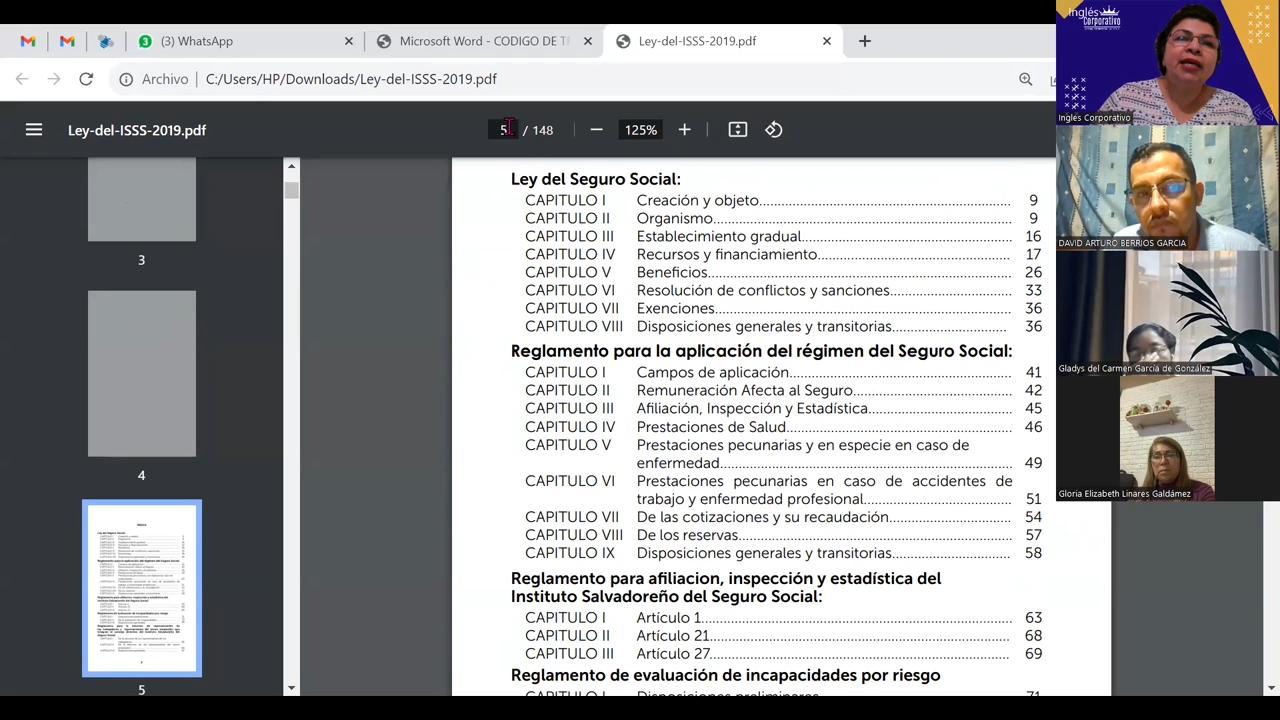 (3) WhatsApp
Microsoft Word - CODIGO DE
Ley-del-ISSS-2019.pdf
Archivo
C:/Users/HP/Downloads/Ley-del-ISSS-2019.pdf
Ley-del-ISSS-2019.pdf
5 / 148
125%
3
4
5
Ley del Seguro Social:
CAPITULO I Creación y objeto 9
CAPITULO II Organismo 9
CAPITULO III Establecimiento gradual 16
CAPITULO IV Recursos y financiamiento 17
CAPITULO V Beneficios 26
CAPITULO VI Resolución de conflictos y sanciones 33
CAPITULO VII Exenciones 36
CAPITULO VIII Disposiciones generales y transitorias 36
Reglamento para la aplicación del régimen del Seguro Social:
CAPITULO I Campos de aplicación 41
CAPITULO II Remuneración Afecta al Seguro 42
CAPITULO III Afiliación, Inspección y Estadística 45
CAPITULO IV Prestaciones de Salud 46
CAPITULO V Prestaciones pecunarias y en especie en caso de
enfermedad 49
CAPITULO VI Prestaciones pecunarias en caso de accidentes de
trabajo y enfermedad profesional 51
CAPITULO VII De las cotizaciones y su recaudación 54
CAPITULO VIII De los reservas 57
CAPITULO IX Disposiciones generales y transitorias 58
Reglamento para afiliacion, inspección y estadística del
Instituto Salvadoreño del Seguro Social:
CAPITULO I Artículo 1 63
CAPITULO II Artículo 21 68
CAPITULO III Artículo 27 69
Reglamento de evaluación de incapacidades por riesgo
CAPITULO I Disposiciones preliminares 71
Inglés
Corporativo
Inglés Corporativo
DAVID ARTURO BERRIOS GARCIA
Gladys del Carmen García de González
Gloria Elizabeth Linares Galdámez